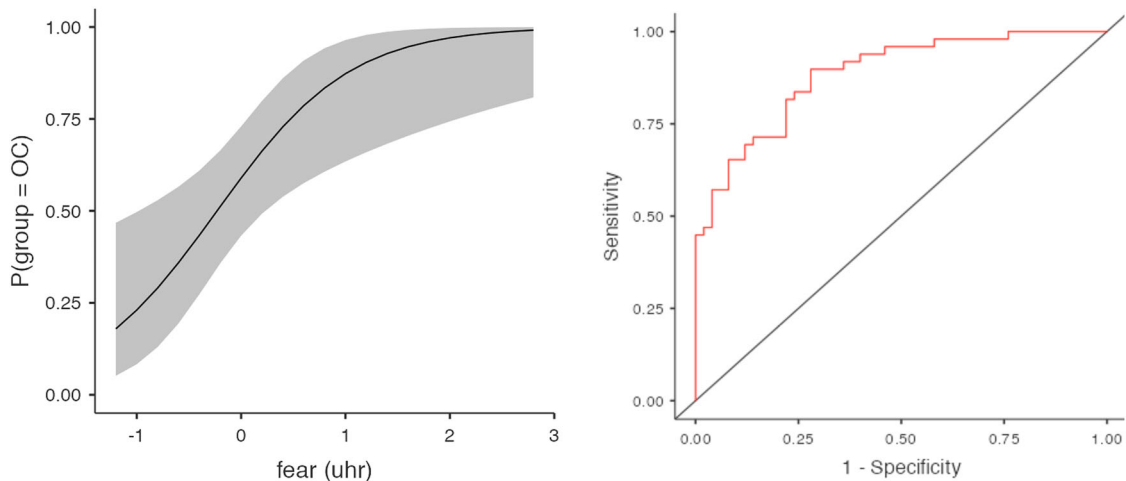 P(group = OC)
1.00
0.75
0.50
0.25
0.00
-1 0 1 2 3
fear (uhr)
Sensitivity
1.00
0.75
0.50
0.25
0.00
0.00 0.25 0.50 0.75 1.00
1 - Specificity